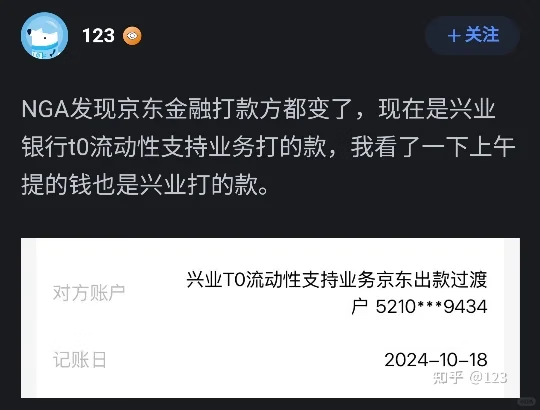 123
＋关注
NGA发现京东金融打款方都变了，现在是兴业
银行t0流动性支持业务打的款，我看了一下上午
提的钱也是兴业打的款。
对方账户
兴业T0流动性支持业务京东出款过渡
户 5210***9434
记账日
2024-10-18
知乎 @123